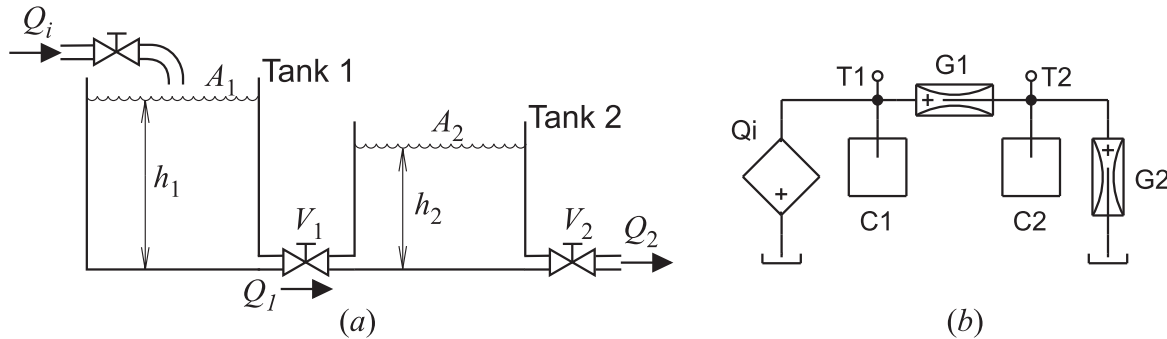 Qi
A1
Tank 1
A2
Tank 2
h1
h2
V1
V2
Q1
Q2
(a)
T1
G1
T2
Qi
+
+
+
G2
C1
C2
(b)